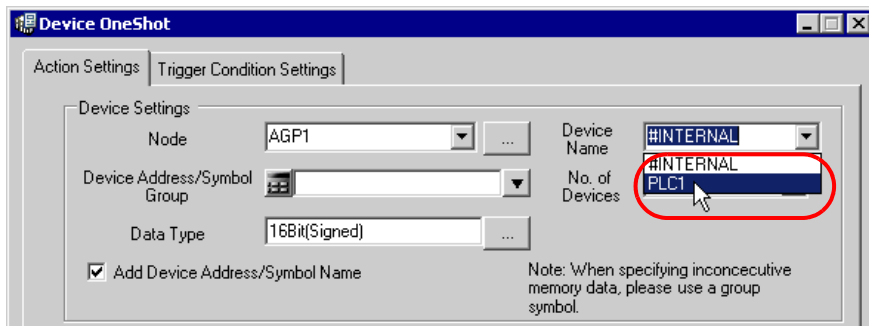 Device OneShot
Action Settings
Trigger Condition Settings
Device Settings
Node
AGP1
...
Device Name
#INTERNAL
#INTERNAL
PLC1
Device Address/Symbol Group
No. of Devices
Data Type
16Bit(Signed)
...
Add Device Address/Symbol Name
Note: When specifying inconcecutive
memory data, please use a group
symbol.